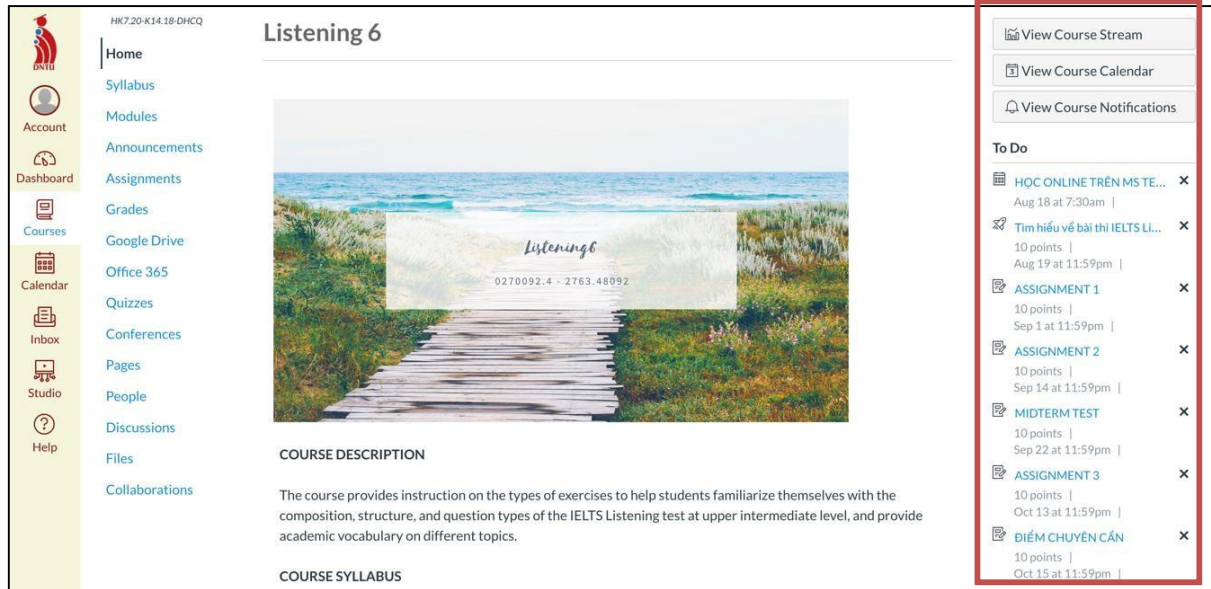 DNTU
Account
Dashboard
Courses
Calendar
Inbox
Studio
Help
HK7.20-K14.18-DHCQ
Home
Syllabus
Modules
Announcements
Assignments
Grades
Google Drive
Office 365
Quizzes
Conferences
Pages
People
Discussions
Files
Collaborations
Listening 6
Listening6
0270092.4 - 2763.48092
COURSE DESCRIPTION
The course provides instruction on the types of exercises to help students familiarize themselves with the
composition, structure, and question types of the IELTS Listening test at upper intermediate level, and provide
academic vocabulary on different topics.
COURSE SYLLABUS
View Course Stream
3 View Course Calendar
View Course Notifications
To Do
HỌC ONLINE TRÊN MS TE... ×
Aug 18 at 7:30am |
Tìm hiểu về bài thi IELTS Li... ×
10 points |
Aug 19 at 11:59pm |
ASSIGNMENT 1 ×
10 points |
Sep 1 at 11:59pm |
ASSIGNMENT 2 ×
10 points |
Sep 14 at 11:59pm |
MIDTERM TEST ×
10 points |
Sep 22 at 11:59pm |
ASSIGNMENT 3 ×
10 points |
Oct 13 at 11:59pm |
ĐIỂM CHUYÊN CẦN ×
10 points |
Oct 15 at 11:59pm |